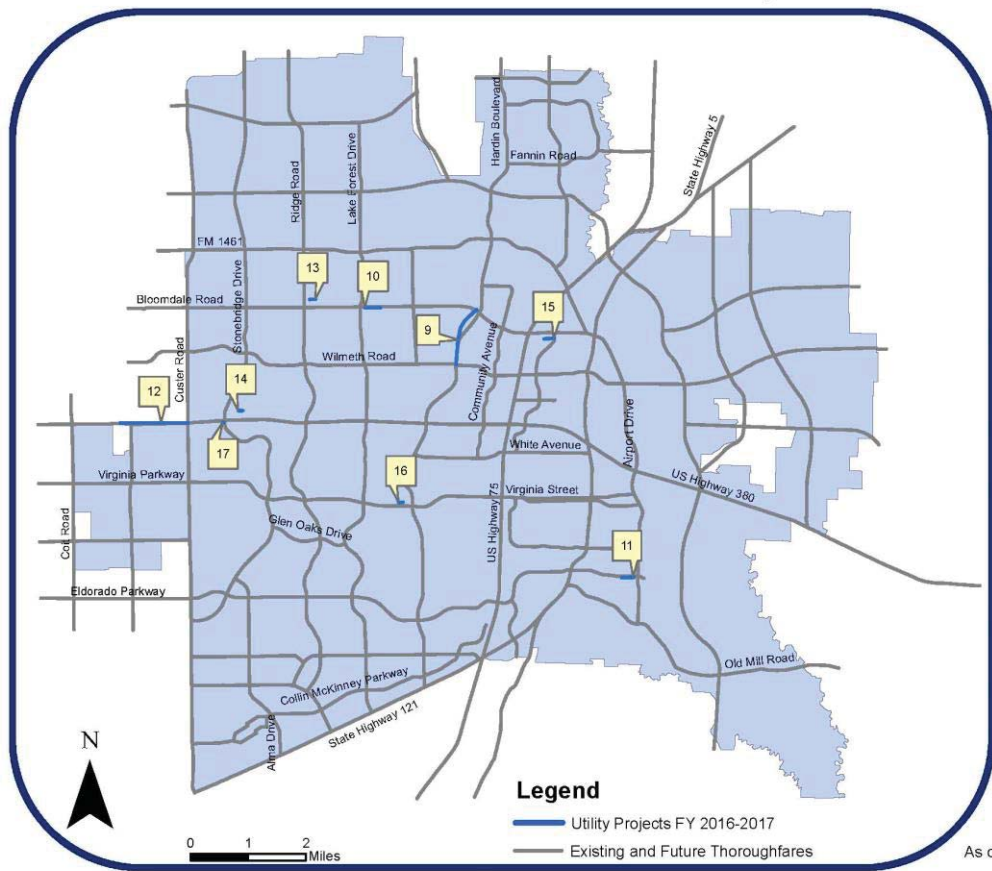 Hardin Boulevard
State Highway 5
Fannin Road
Ridge Road
Lake Forest Drive
FM 1461
Stonebridge Drive
13
10
Bloomdale Road
15
9
Community Avenue
Wilmeth Road
Custer Road
14
12
17
White Avenue
Airport Drive
Virginia Parkway
16
US Highway 75
Virginia Street
US Highway 380
Glen Oaks Drive
Coit Road
11
Eldorado Parkway
Old Mill Road
Collin McKinney Parkway
Alma Drive
State Highway 121
N
Legend
Utility Projects FY 2016-2017
0 1 2
Miles
Existing and Future Thoroughfares
As